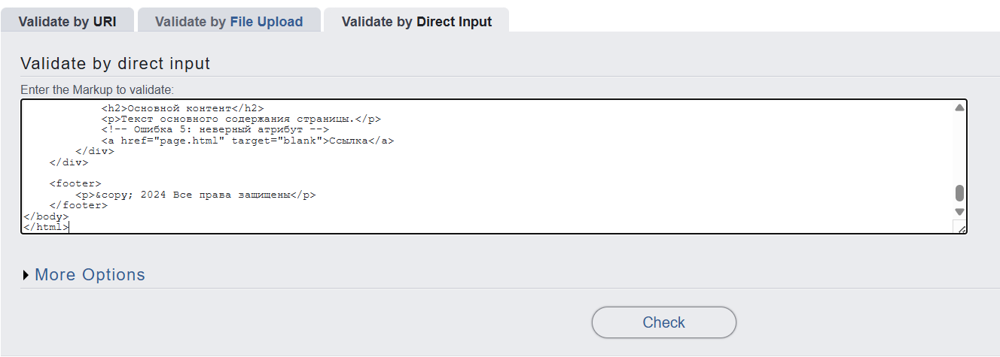 Validate by URI
Validate by File Upload
Validate by Direct Input
Validate by direct input
Enter the Markup to validate:
<h2>Основной контент</h2>
<p>Текст основного содержания страницы.</p>
<!-- Ошибка 5: неверный атрибут -->
<a href="page.html" target="blank">Ссылка</a>
</div>
</div>
<footer>
<p>&copy; 2024 Все права защищены</p>
</footer>
</body>
</html>
More Options
Check